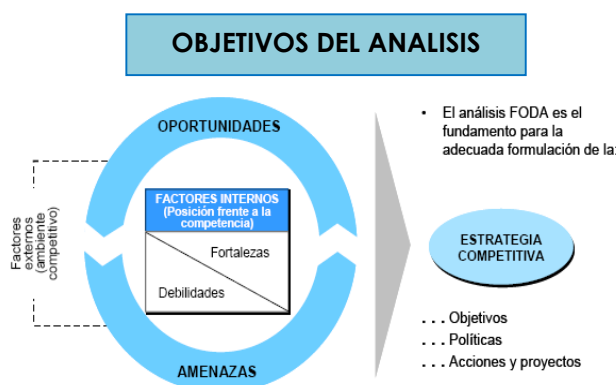 OBJETIVOS DEL ANALISIS
OPORTUNIDADES
Factores
externos
(ambiente
competitivo)
FACTORES INTERNOS
(Posición frente a la
competencia)
Fortalezas
Debilidades
AMENAZAS
• El análisis FODA es el
fundamento para la
adecuada formulación de la:
ESTRATEGIA
COMPETITIVA
. . . Objetivos
. . . Políticas
. . . Acciones y proyectos